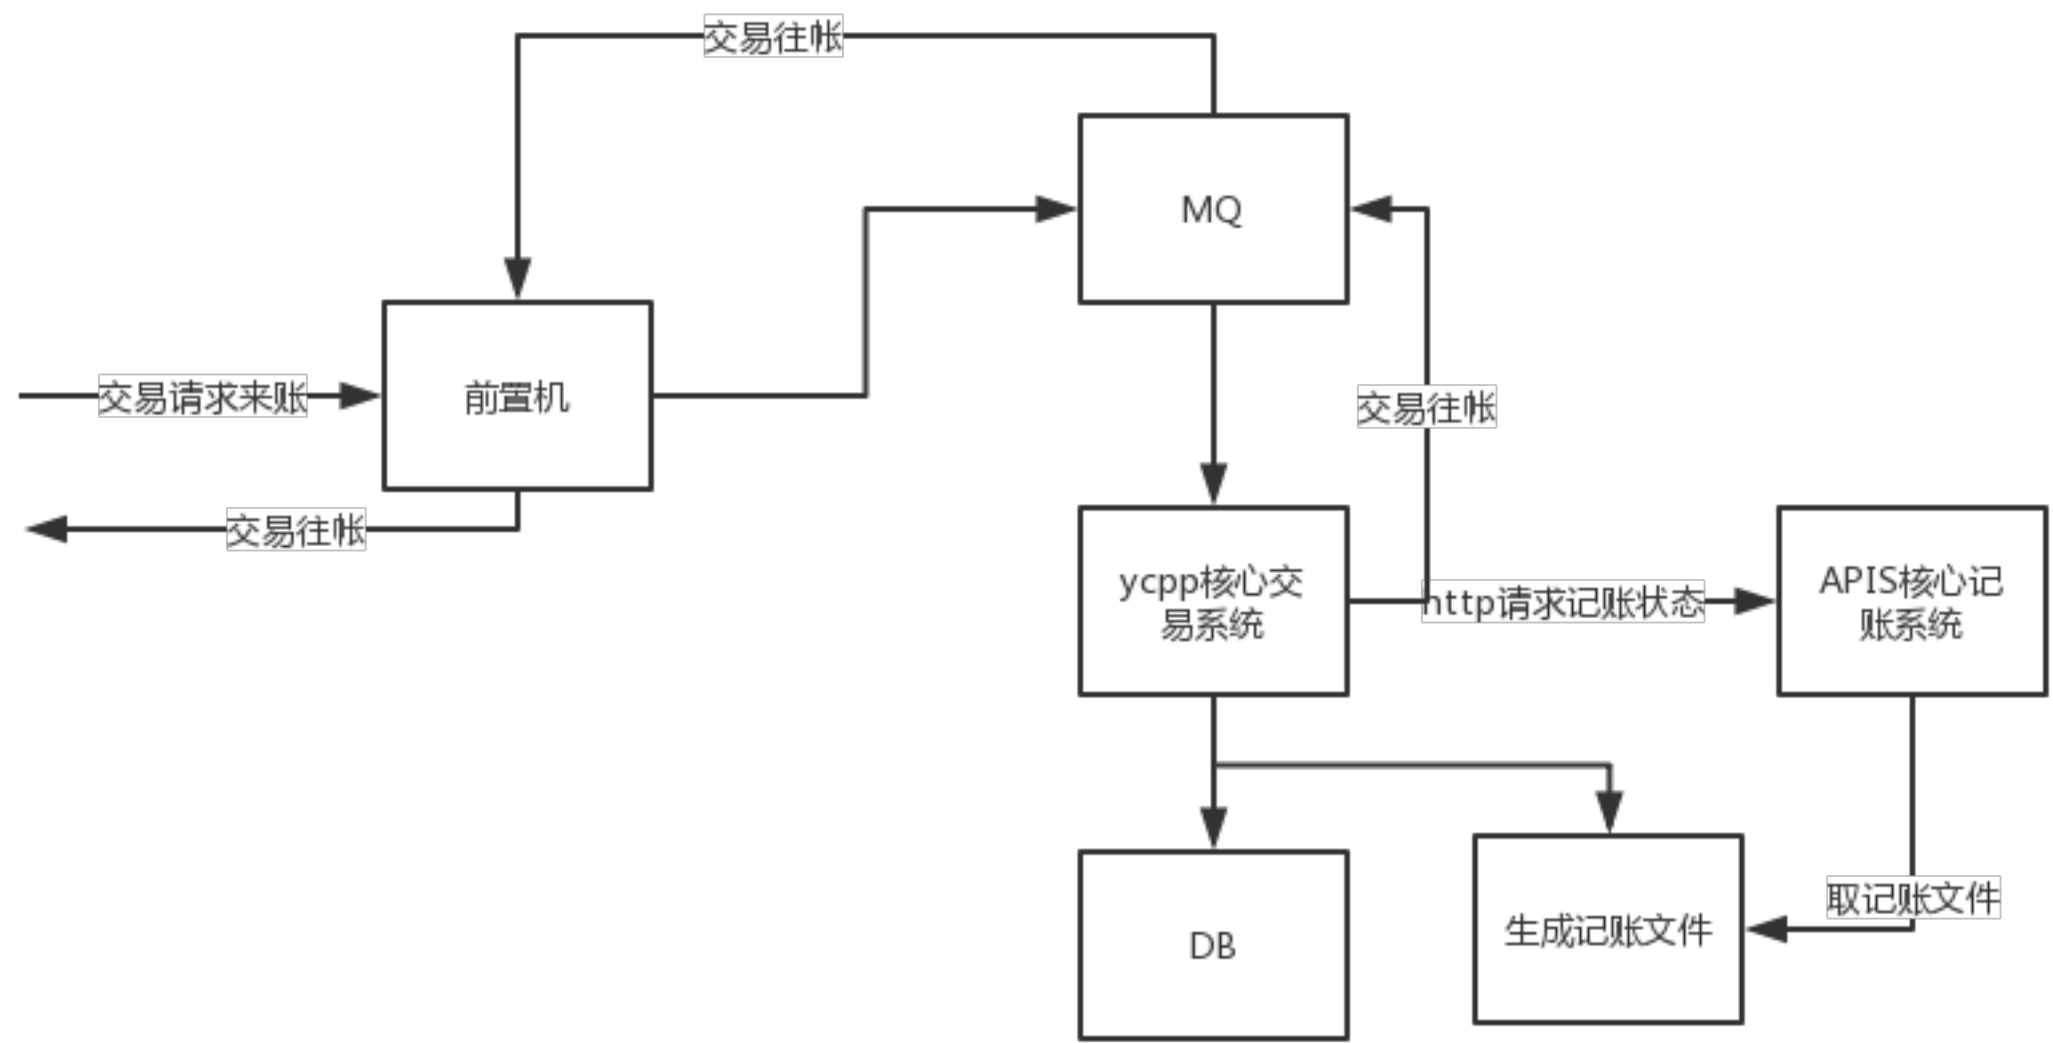 交易往帐
MQ
交易请求来账
前置机
交易往帐
交易往帐
ycpp核心交
易系统
http请求记账状态
APIS核心记
账系统
取记账文件
DB
生成记账文件